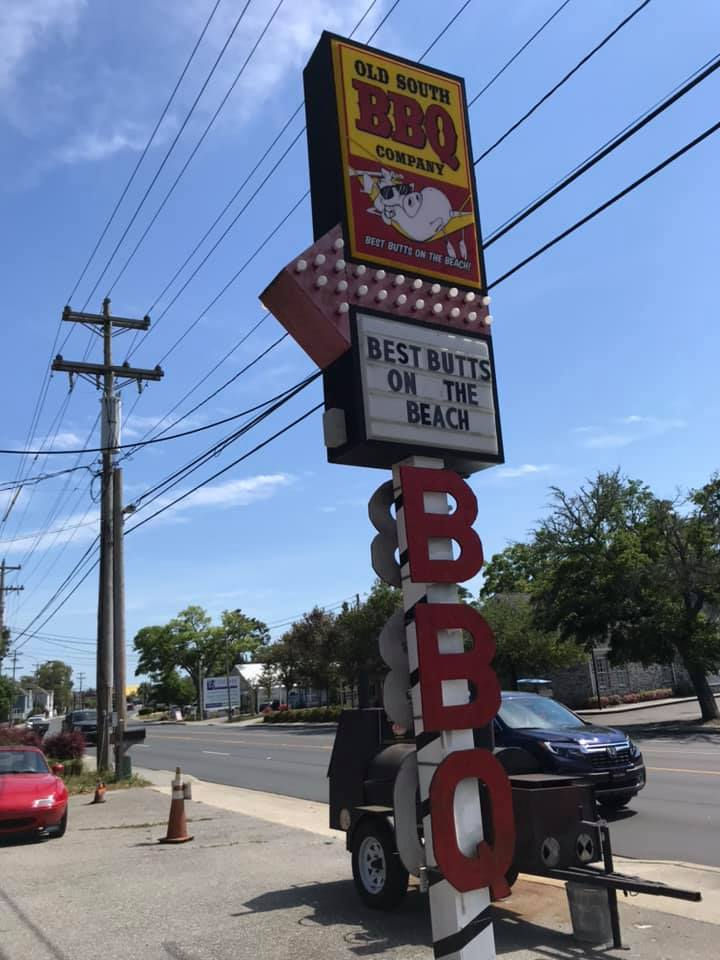 OLD SOUTH
BBQ
COMPANY
BEST BUTTS ON THE BEACH!
BEST BUTTS
ON THE
BEACH
B
B
Q